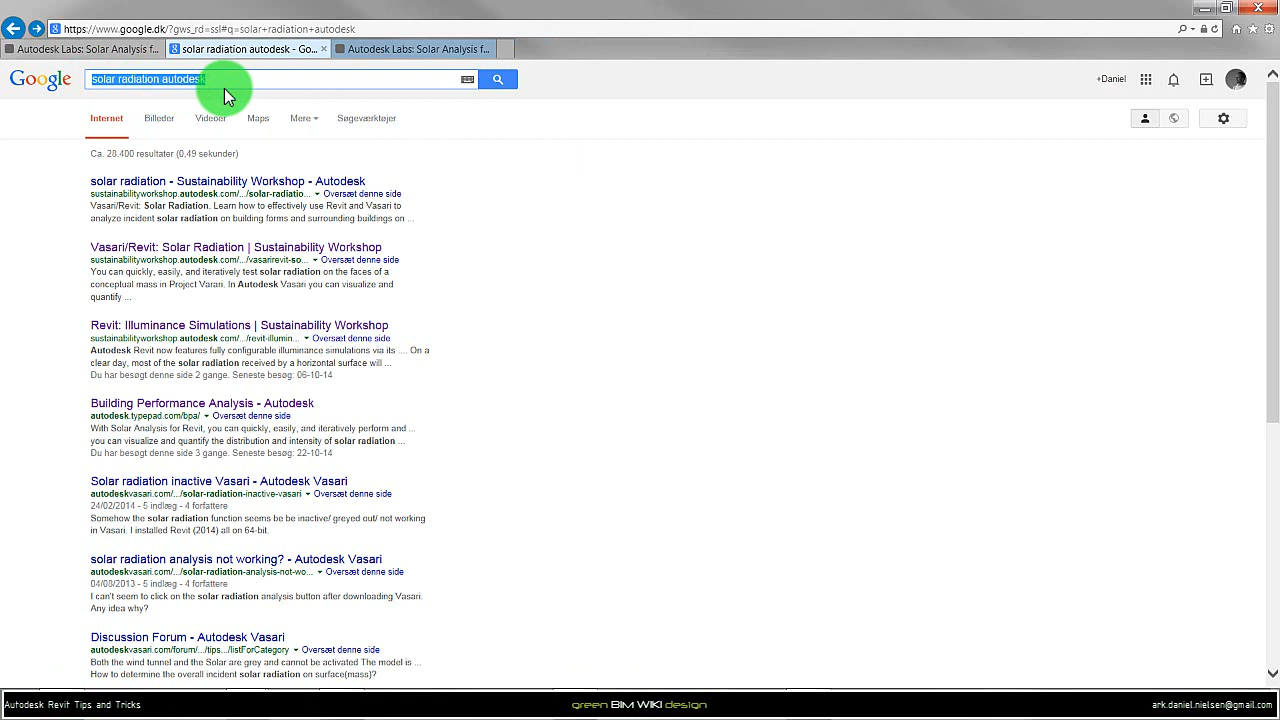 https://www.google.dk/?gws_rd=ssl#q=solar+radiation+autodesk
Autodesk Labs: Solar Analysis f...
solar radiation autodesk - Go...
Autodesk Labs: Solar Analysis f...
Google
solar radiation autodesk
+Daniel
Internet Billeder Videoer Maps Mere Søgeværktøjer
Ca. 28.400 resultater (0,49 sekunder)
solar radiation - Sustainability Workshop - Autodesk
sustainabilityworkshop.autodesk.com/.../solar-radiatio... Oversæt denne side
Vasari/Revit: Solar Radiation. Learn how to effectively use Revit and Vasari to
analyze incident solar radiation on building forms and surrounding buildings on ...
Vasari/Revit: Solar Radiation | Sustainability Workshop
sustainabilityworkshop.autodesk.com/.../vasarirevit-so... Oversæt denne side
You can quickly, easily, and iteratively test solar radiation on the faces of a
conceptual mass in Project Varari. In Autodesk Vasari you can visualize and
quantify ...
Revit: Illuminance Simulations | Sustainability Workshop
sustainabilityworkshop.autodesk.com/.../revit-illumin... Oversæt denne side
Autodesk Revit now features fully configurable illuminance simulations via its .... On a
clear day, most of the solar radiation received by a horizontal surface will ...
Du har besøgt denne side 2 gange. Seneste besøg: 06-10-14
Building Performance Analysis - Autodesk
autodesk.typepad.com/bpa/ Oversæt denne side
With Solar Analysis for Revit, you can quickly, easily, and iteratively perform and ...
you can visualize and quantify the distribution and intensity of solar radiation ...
Du har besøgt denne side 3 gange. Seneste besøg: 22-10-14
Solar radiation inactive Vasari - Autodesk Vasari
autodeskvasari.com/.../solar-radiation-inactive-vasari Oversæt denne side
24/02/2014 - 5 indlæg - 4 forfattere
Somehow the solar radiation function seems be be inactive/ greyed out/ not working
in Vasari. I installed Revit (2014) all on 64-bit.
solar radiation analysis not working? - Autodesk Vasari
autodeskvasari.com/.../solar-radiation-analysis-not-wo... Oversæt denne side
04/08/2013 - 5 indlæg - 4 forfattere
I can't seem to click on the solar radiation analysis button after downloading Vasari.
Any idea why?
Discussion Forum - Autodesk Vasari
autodeskvasari.com/forum/.../tips.../listForCategory Oversæt denne side
Both the wind tunnel and the Solar are grey and cannot be activated The model is ...
How to determine the overall incident solar radiation on surface(mass)?
Autodesk Revit Tips and Tricks
green BIM WIKI design
ark.daniel.nielsen@gmail.com